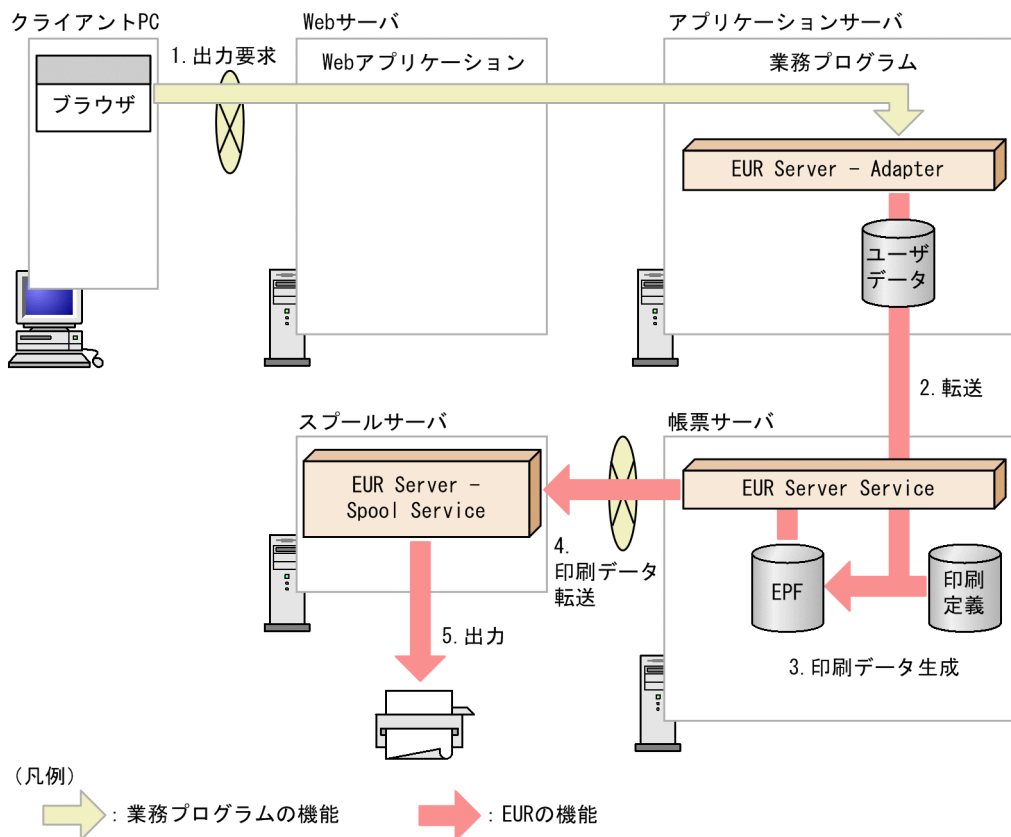 クライアントPC
Webサーバ
アプリケーションサーバ
1.出力要求
Webアプリケーション
業務プログラム
ブラウザ
EUR Server − Adapter
ユーザ
データ
2.転送
スプールサーバ
帳票サーバ
EUR Server −
Spool Service
EUR Server Service
4.
印刷データ
転送
EPF
印刷
定義
5.出力
3.印刷データ生成
(凡例)
:業務プログラムの機能
:EURの機能